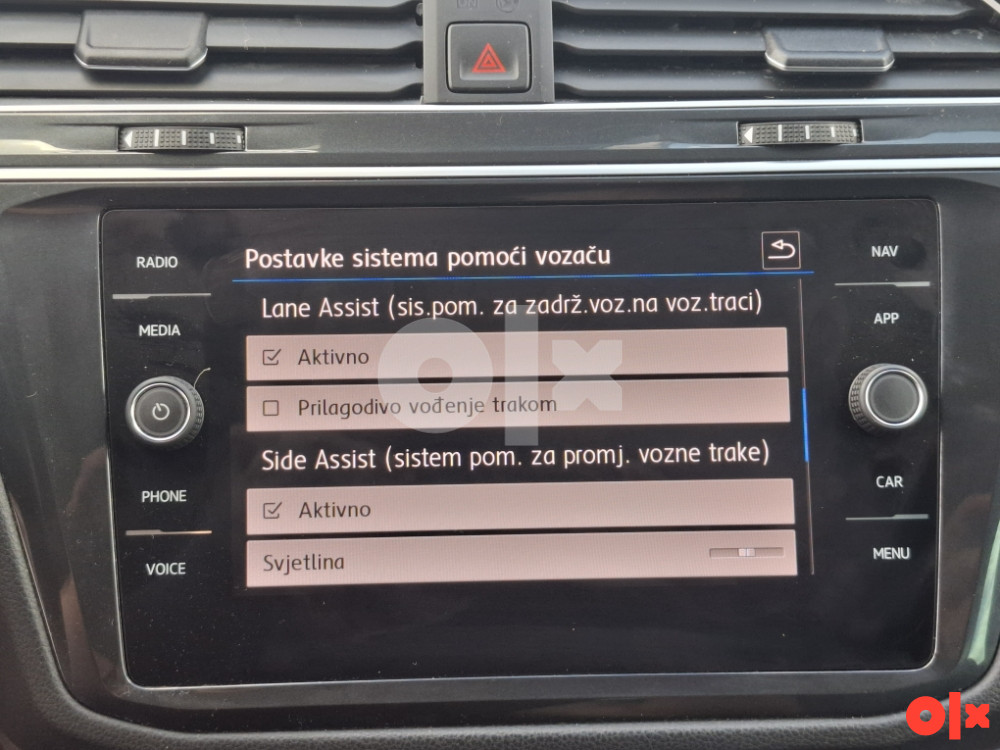 RADIO
MEDIA
PHONE
VOICE
Postavke sistema pomoći vozaču
Lane Assist (sis.pom. za zadrž.voz.na voz.traci)
Aktivno
Prilagodivo vođenje trakom
Side Assist (sistem pom. za promj. vozne trake)
Aktivno
Svjetlina
NAV
APP
CAR
MENU
olx
olx